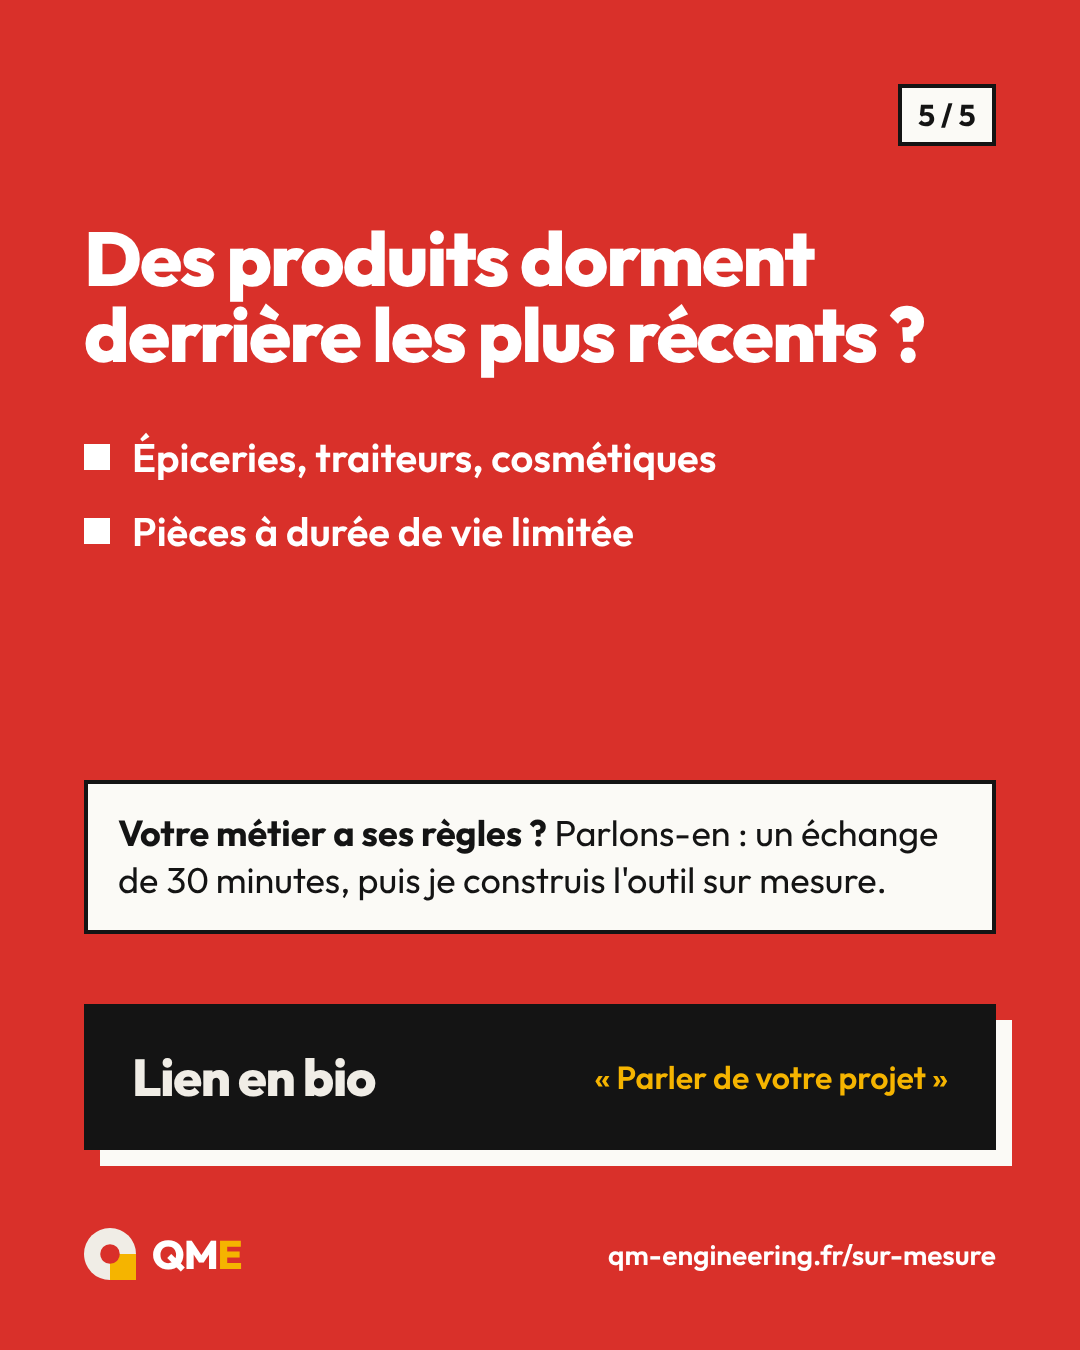 5 / 5
Des produits dorment
derrière les plus récents ?
Épiceries, traiteurs, cosmétiques
Pièces à durée de vie limitée
Votre métier a ses règles ? Parlons-en : un échange
de 30 minutes, puis je construis l'outil sur mesure.
Lien en bio
« Parler de votre projet »
QME
qm-engineering.fr/sur-mesure